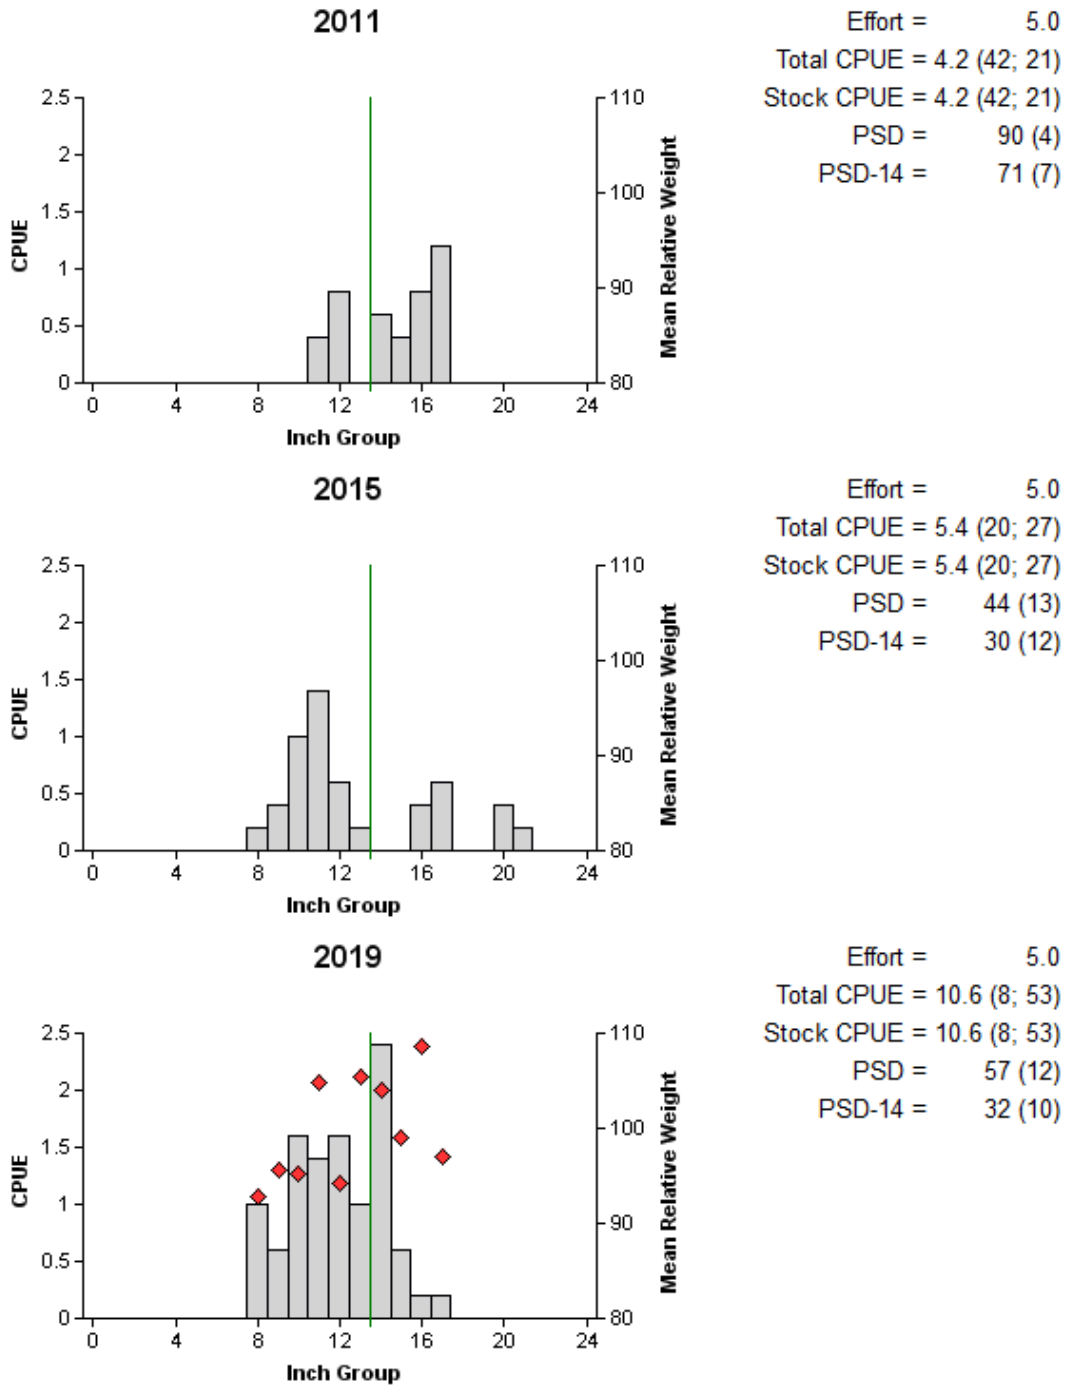 2011
Effort = 5.0
Total CPUE = 4.2 (42; 21)
Stock CPUE = 4.2 (42; 21)
PSD = 90 (4)
PSD-14 = 71 (7)
2.5
2
1.5
1
0.5
0
CPUE
110
100
90
80
Mean Relative Weight
0 4 8 12 16 20 24
Inch Group
2015
Effort = 5.0
Total CPUE = 5.4 (20; 27)
Stock CPUE = 5.4 (20; 27)
PSD = 44 (13)
PSD-14 = 30 (12)
2.5
2
1.5
1
0.5
0
CPUE
110
100
90
80
Mean Relative Weight
0 4 8 12 16 20 24
Inch Group
2019
Effort = 5.0
Total CPUE = 10.6 (8; 53)
Stock CPUE = 10.6 (8; 53)
PSD = 57 (12)
PSD-14 = 32 (10)
2.5
2
1.5
1
0.5
0
CPUE
110
100
90
80
Mean Relative Weight
0 4 8 12 16 20 24
Inch Group